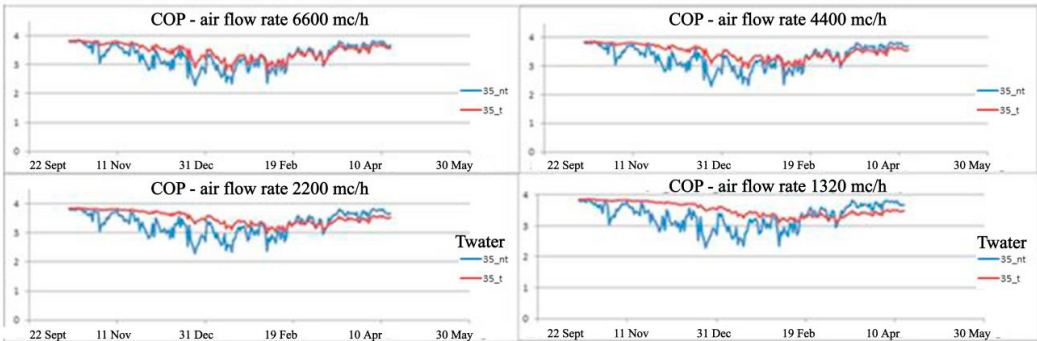 COP - air flow rate 6600 mc/h
4
3
2
1
0
35_nt
35_t
22 Sept 11 Nov 31 Dec 19 Feb 10 Apr 30 May
COP - air flow rate 4400 mc/h
4
3
2
1
0
35_nt
35_t
22 Sept 11 Nov 31 Dec 19 Feb 10 Apr 30 May
COP - air flow rate 2200 mc/h
4
3
2
1
0
Twater
35_nt
35_t
22 Sept 11 Nov 31 Dec 19 Feb 10 Apr 30 May
COP - air flow rate 1320 mc/h
4
3
2
1
0
Twater
35_nt
35_t
22 Sept 11 Nov 31 Dec 19 Feb 10 Apr 30 May